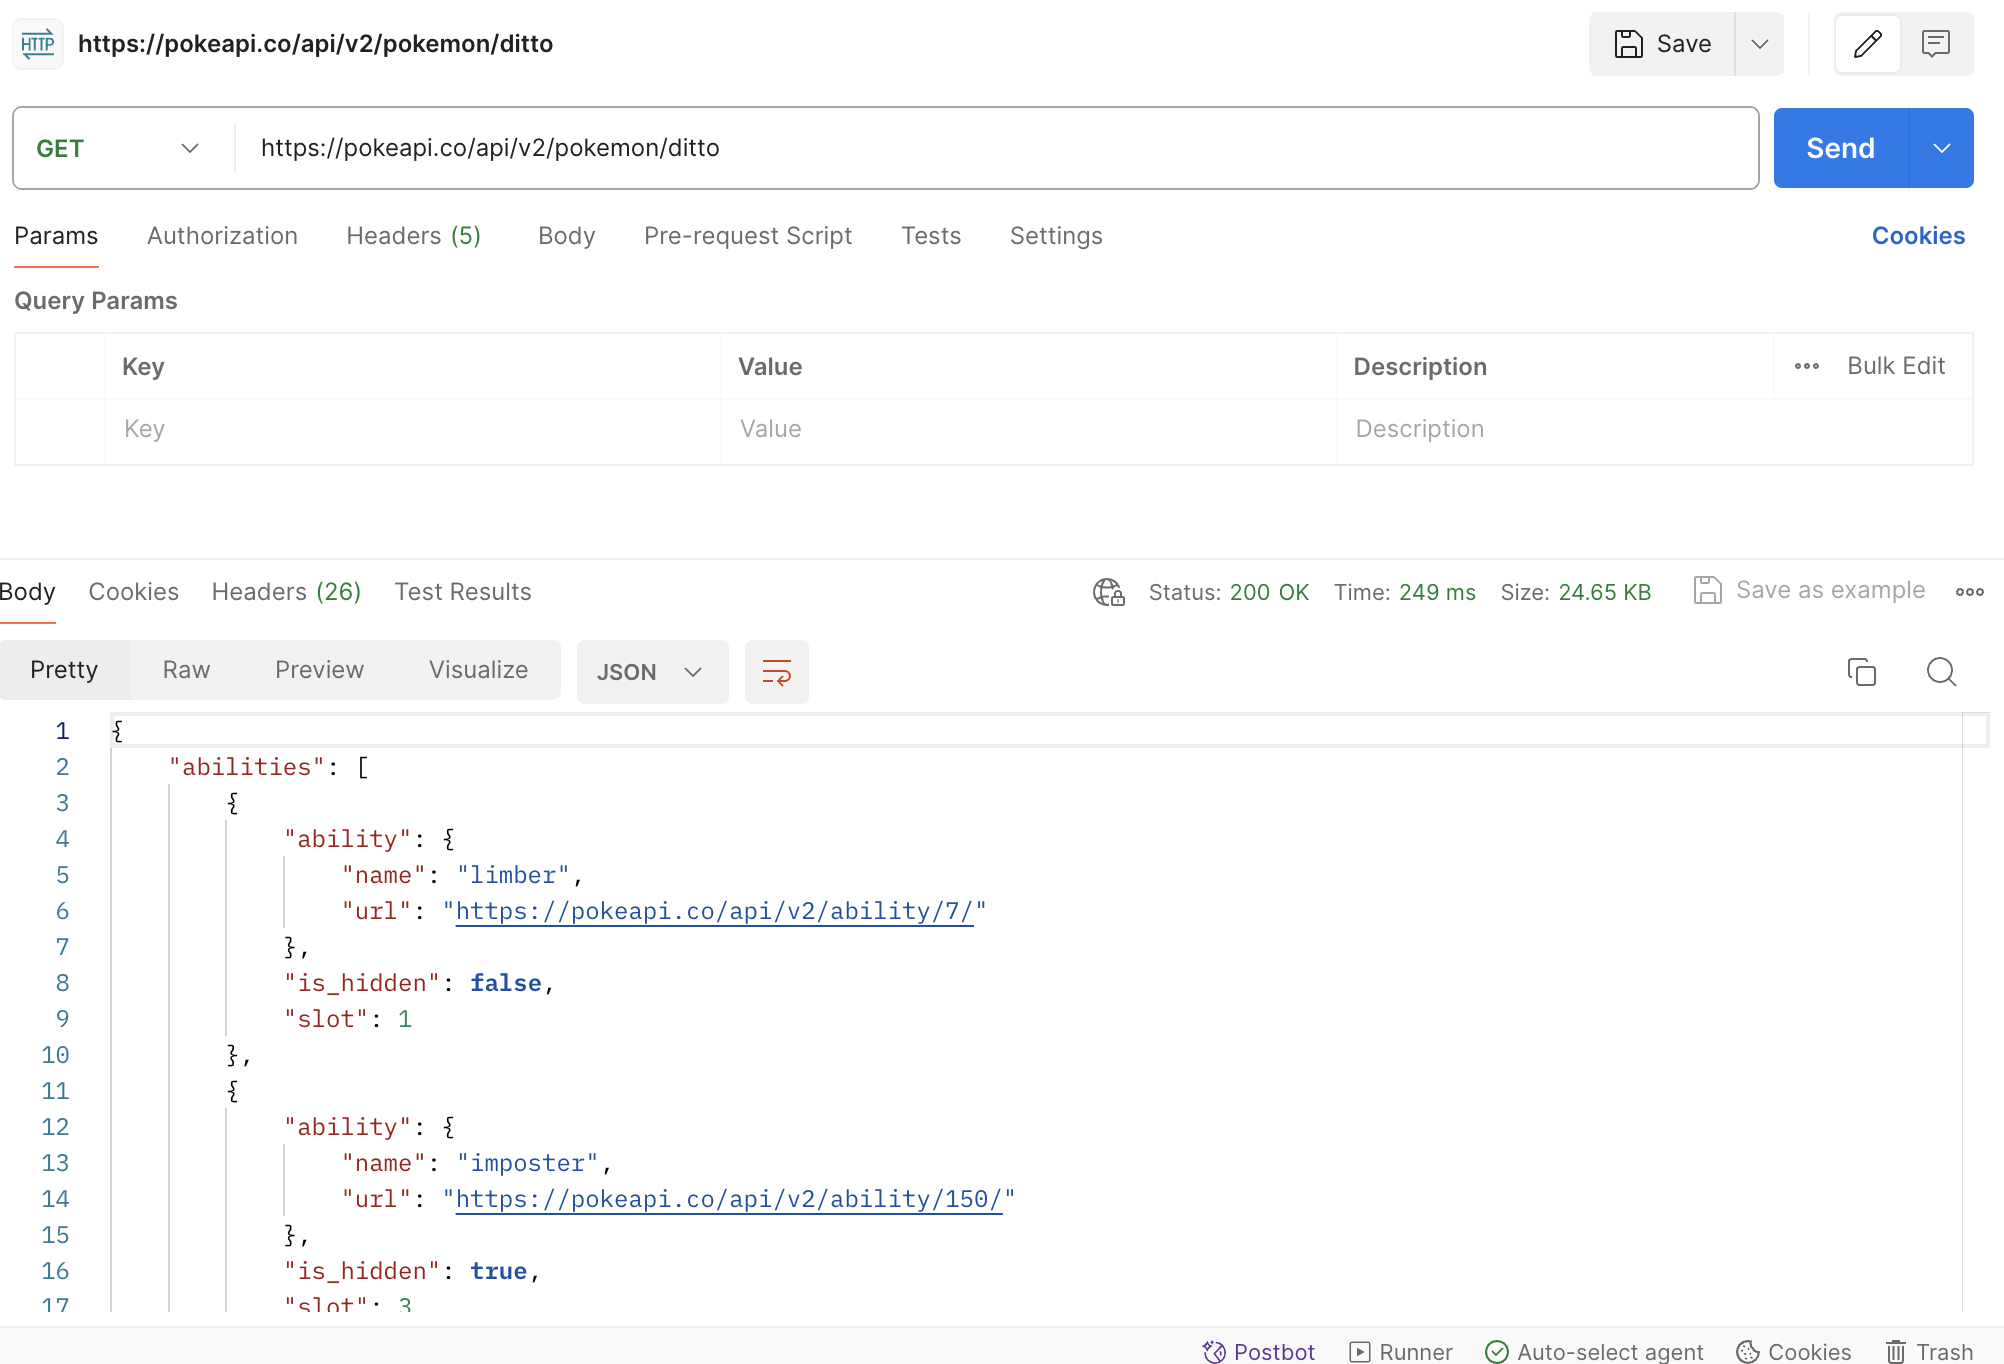 HTTP https://pokeapi.co/api/v2/pokemon/ditto Save
GET https://pokeapi.co/api/v2/pokemon/ditto Send
Params Authorization Headers (5) Body Pre-request Script Tests Settings Cookies
Query Params
Key Value Description Bulk Edit
Key Value Description
Body Cookies Headers (26) Test Results Status: 200 OK Time: 249 ms Size: 24.65 KB Save as example
Pretty Raw Preview Visualize JSON
1 {
2 "abilities": [
3 {
4 "ability": {
5 "name": "limber",
6 "url": "https://pokeapi.co/api/v2/ability/7/"
7 },
8 "is_hidden": false,
9 "slot": 1
10 },
11 {
12 "ability": {
13 "name": "imposter",
14 "url": "https://pokeapi.co/api/v2/ability/150/"
15 },
16 "is_hidden": true,
17 "slot": 3
Postbot Runner Auto-select agent Cookies Trash